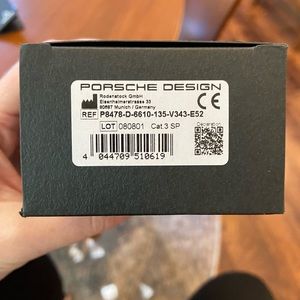 PORSCHE DESIGN
Rodenstock GmbH
Elsenheimerstrasse 33
80687 Munich / Germany
CE
REF P8478-D-6610-135-V343-E52
LOT 080801 Cat.3 SP
Declaration
4 044709 510619